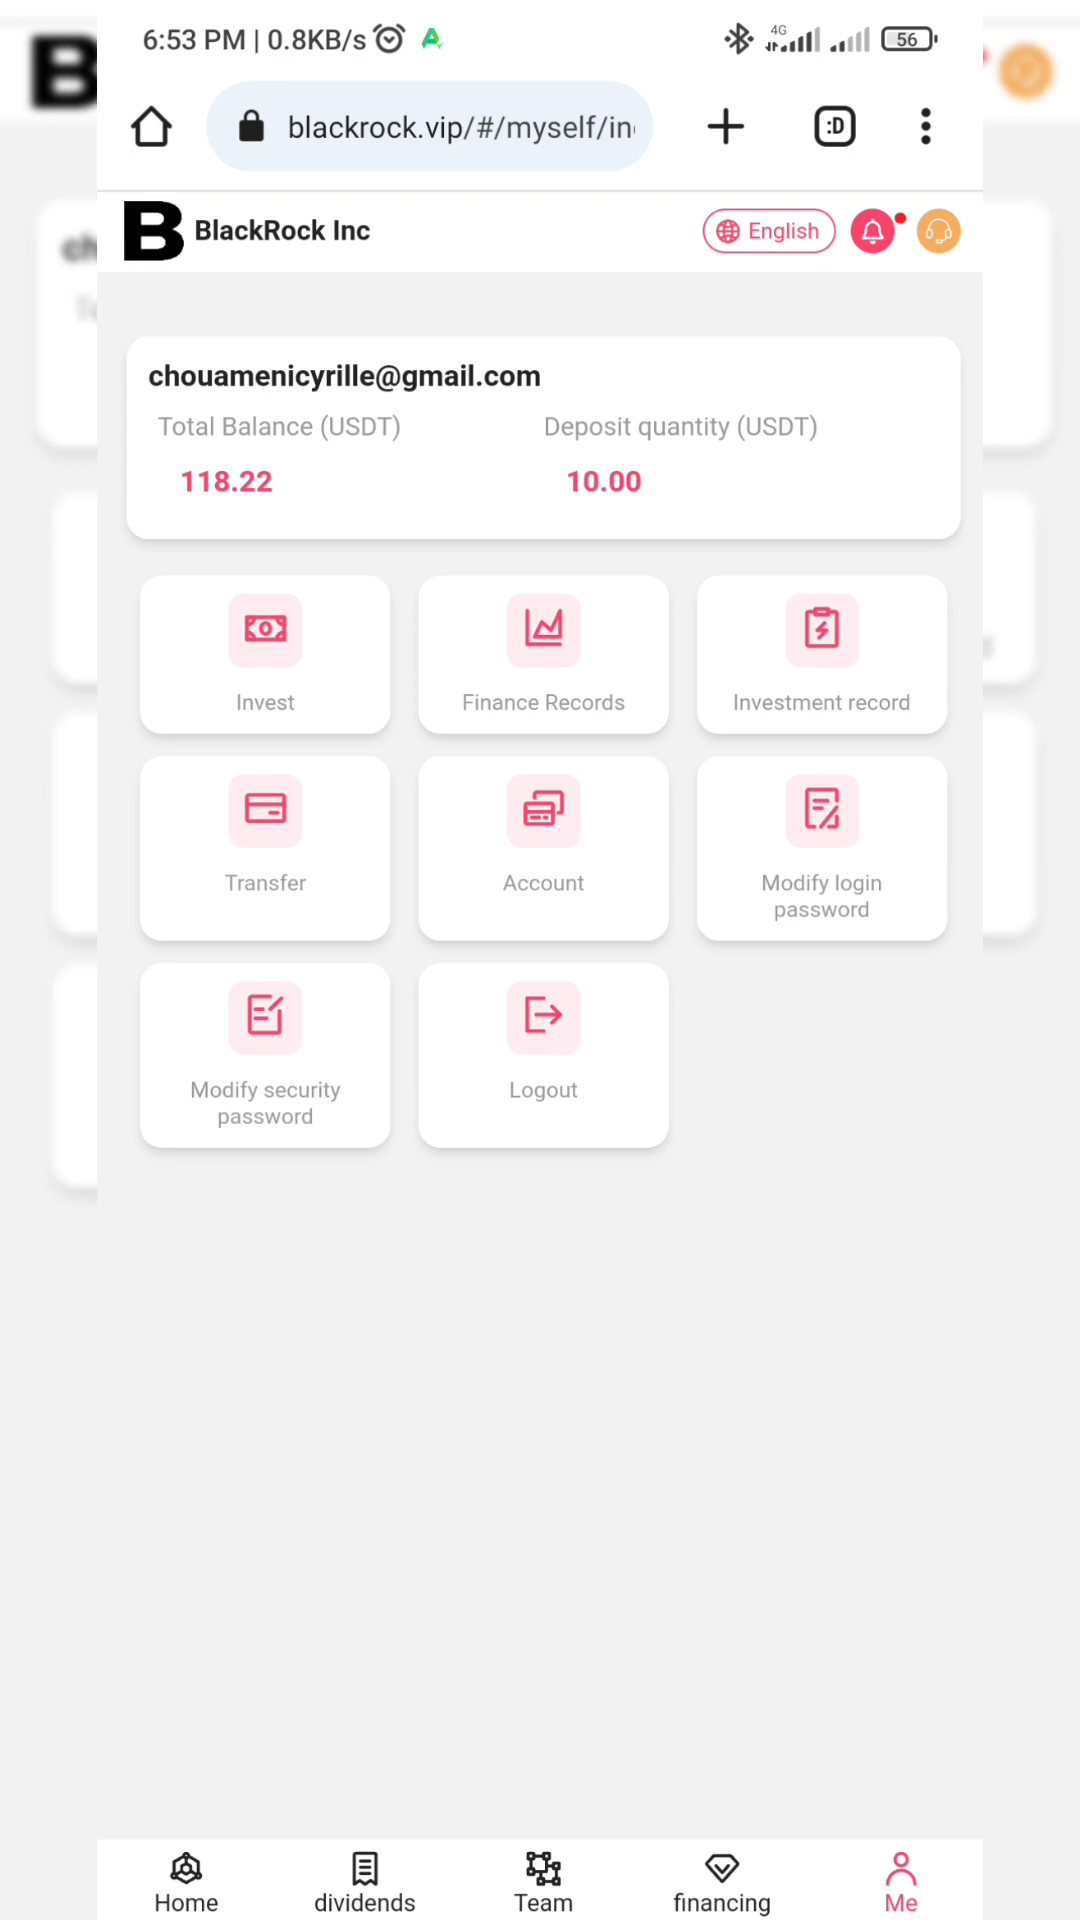 6:53 PM | 0.8KB/s
4G
56
blackrock.vip/#/myself/in
:D
B BlackRock Inc
English
chouamenicyrille@gmail.com
Total Balance (USDT) Deposit quantity (USDT)
118.22 10.00
Invest Finance Records Investment record
Transfer Account Modify login
password
Modify security
password
Logout
Home dividends Team financing Me